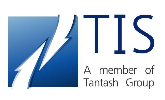 TIS
A member of
Tantash Group